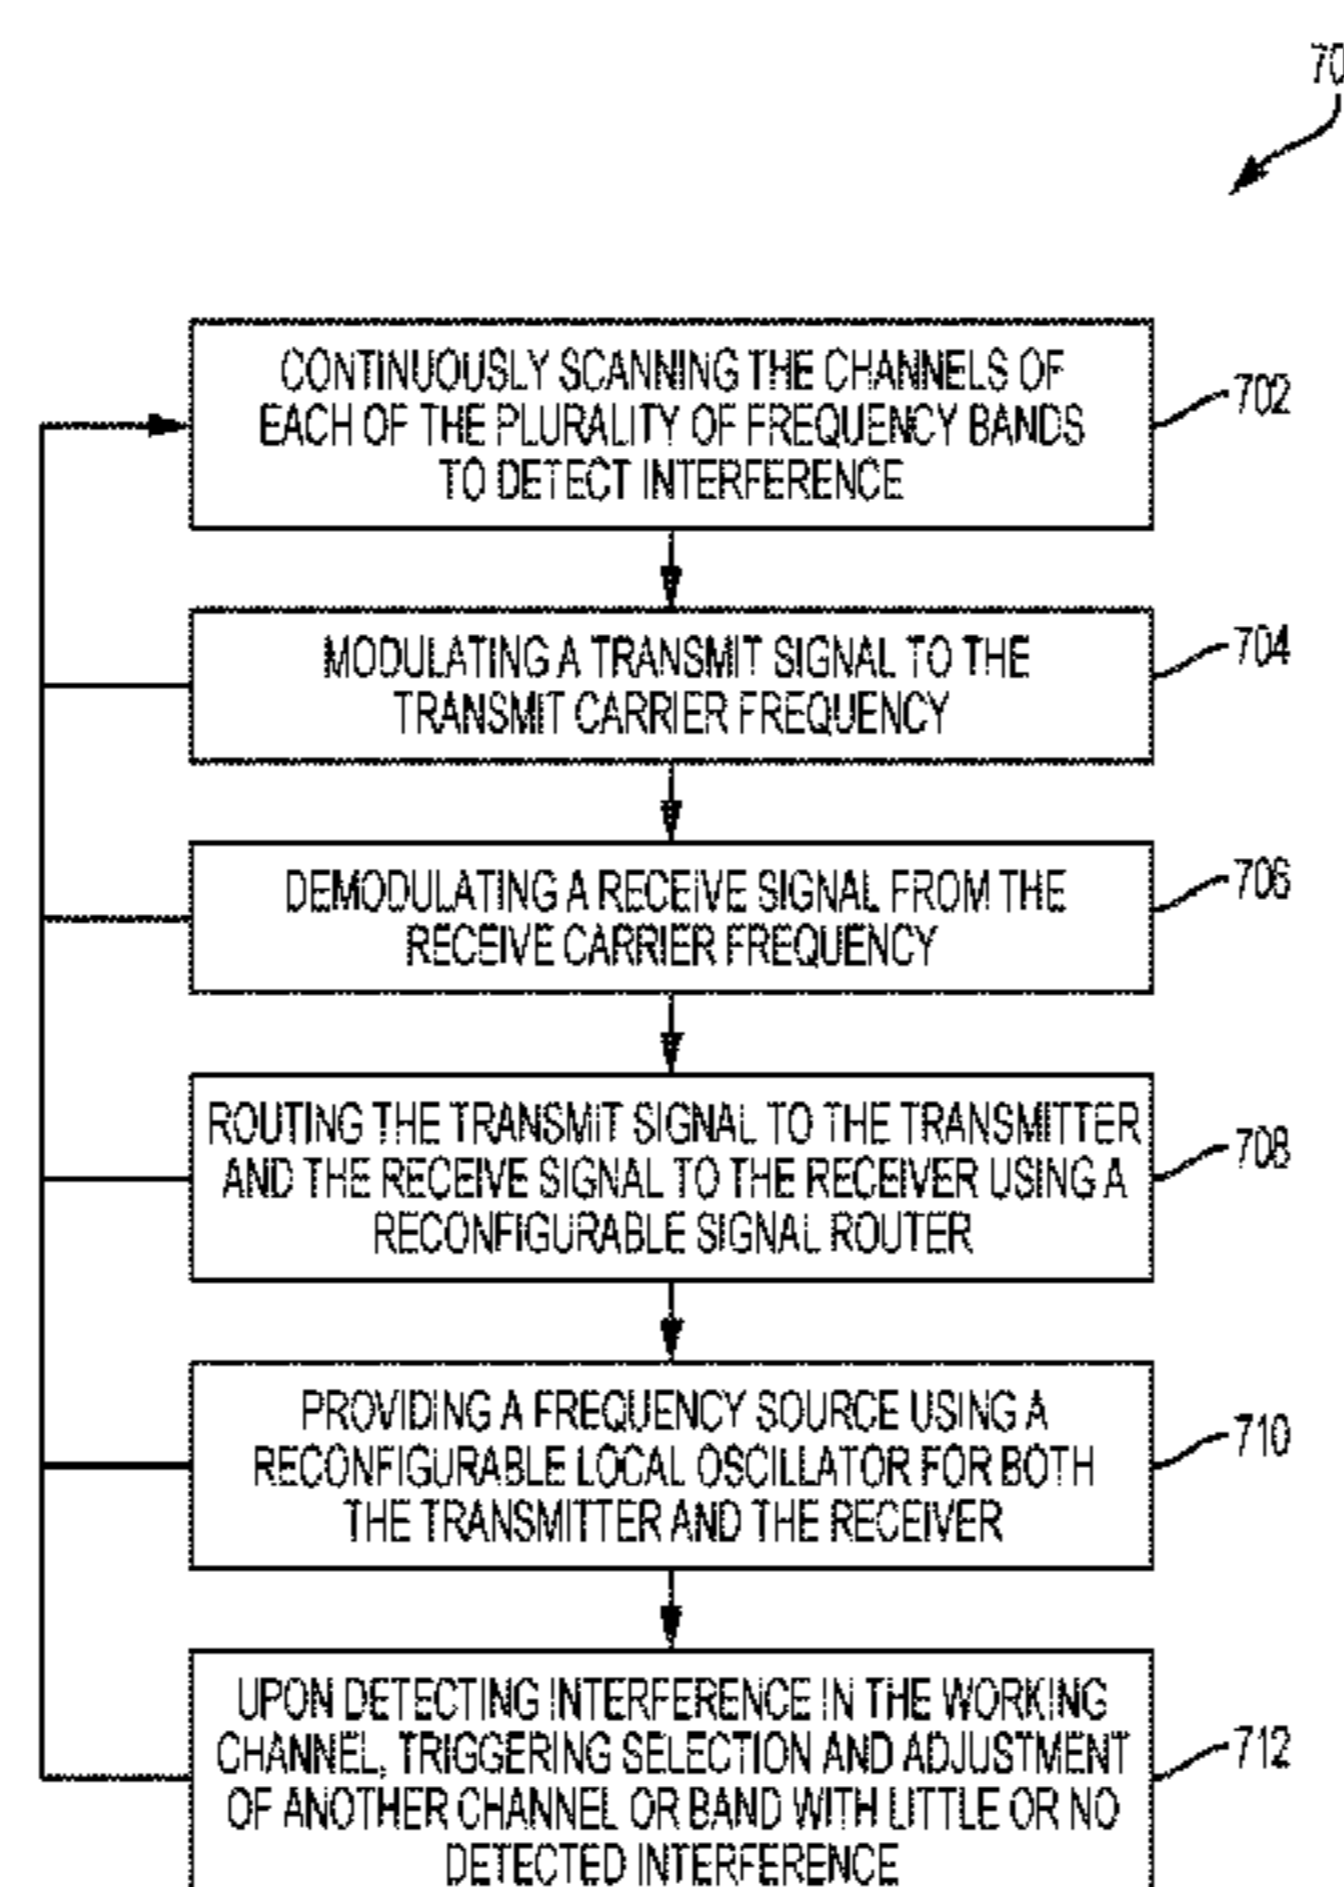 70
CONTINUOUSLY SCANNING THE CHANNELS OF
EACH OF THE PLURALITY OF FREQUENCY BANDS
TO DETECT INTERFERENCE
702
MODULATING A TRANSMIT SIGNAL TO THE
TRANSMIT CARRIER FREQUENCY
704
DEMODULATING A RECEIVE SIGNAL FROM THE
RECEIVE CARRIER FREQUENCY
706
ROUTING THE TRANSMIT SIGNAL TO THE TRANSMITTER
AND THE RECEIVE SIGNAL TO THE RECEIVER USING A
RECONFIGURABLE SIGNAL ROUTER
708
PROVIDING A FREQUENCY SOURCE USING A
RECONFIGURABLE LOCAL OSCILLATOR FOR BOTH
THE TRANSMITTER AND THE RECEIVER
710
UPON DETECTING INTERFERENCE IN THE WORKING
CHANNEL, TRIGGERING SELECTION AND ADJUSTMENT
OF ANOTHER CHANNEL OR BAND WITH LITTLE OR NO
DETECTED INTERFERENCE
712